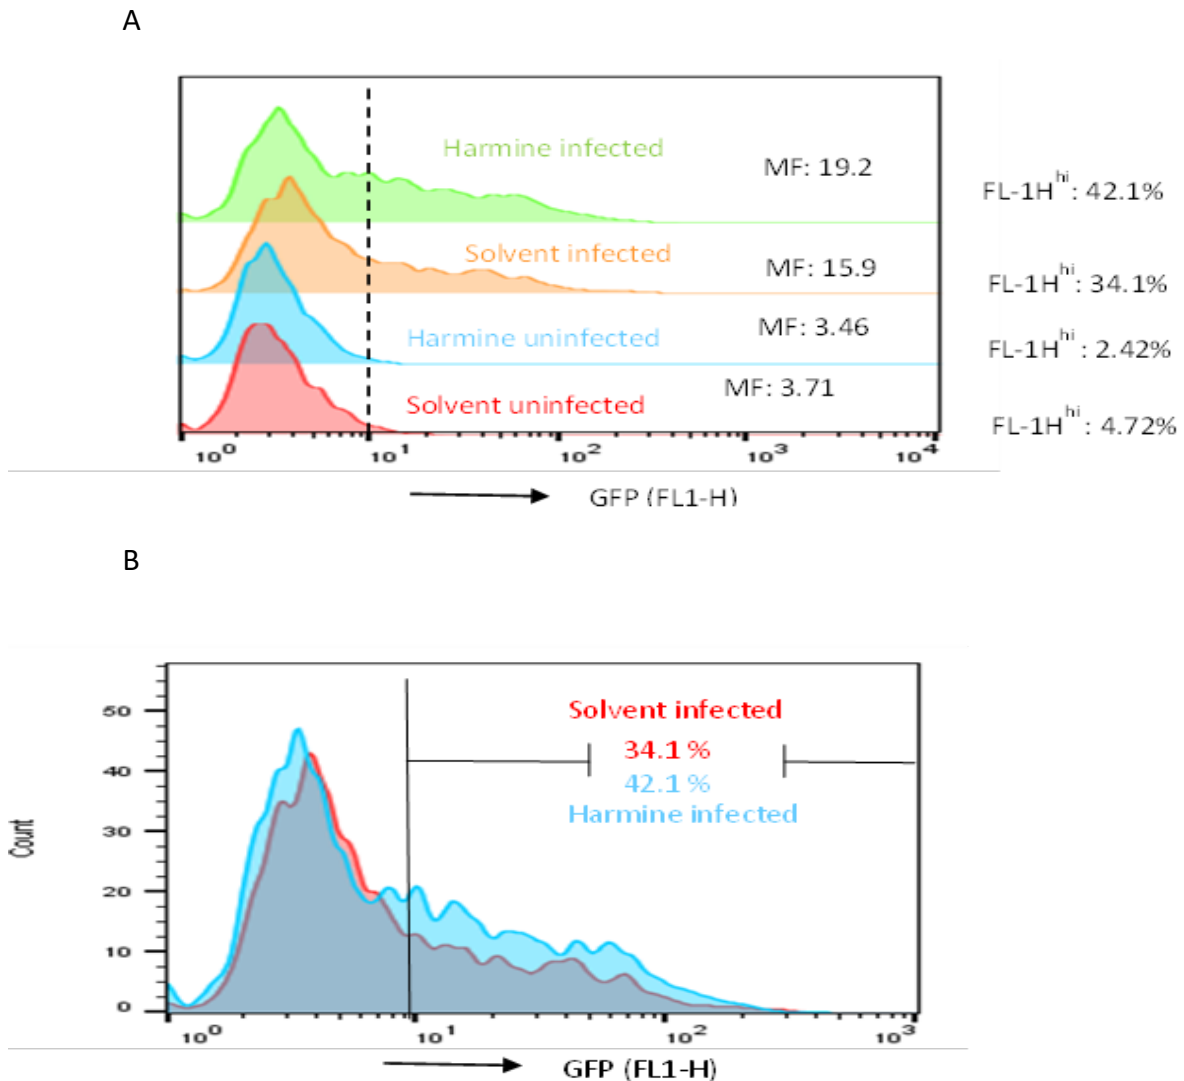 A
Harmine infected
MF: 19.2
FL-1H^hi : 42.1%
Solvent infected
MF: 15.9
FL-1H^hi : 34.1%
Harmine uninfected
MF: 3.46
FL-1H^hi : 2.42%
Solvent uninfected
MF: 3.71
FL-1H^hi : 4.72%
10^0 10^1 10^2 10^3 10^4
GFP (FL1-H)
B
Count
50
40
30
20
10
0
Solvent infected
34.1 %
42.1 %
Harmine infected
10^0 10^1 10^2 10^3
GFP (FL1-H)